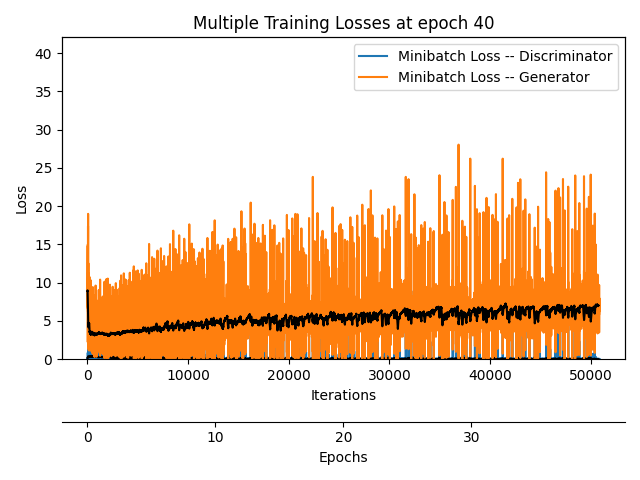 Multiple Training Losses at epoch 40
Minibatch Loss -- Discriminator
Minibatch Loss -- Generator
40
35
30
25
20
15
10
5
0
Loss
0 10000 20000 30000 40000 50000
Iterations
0 10 20 30
Epochs